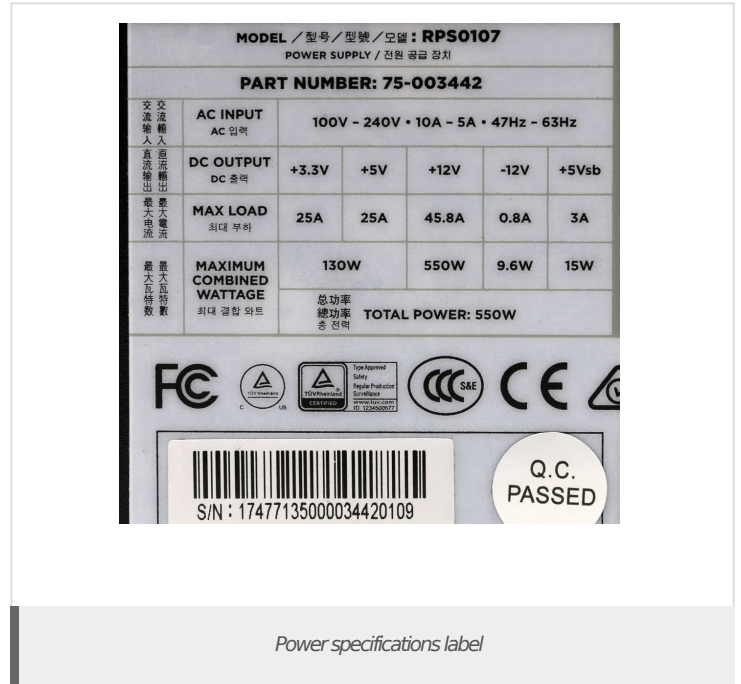 MODEL ／型号／型號／모델 : RPS0107
POWER SUPPLY / 전원 공급 장치
PART NUMBER: 75-003442
交流输入 交流輸入 AC INPUT 100V ~ 240V • 10A ~ 5A • 47Hz ~ 63Hz
AC 입력
直流输出 直流輸出 DC OUTPUT +3.3V +5V +12V -12V +5Vsb
DC 출력
最大电流 最大電流 MAX LOAD 25A 25A 45.8A 0.8A 3A
최대 부하
最大瓦特数 最大瓦特數 MAXIMUM COMBINED WATTAGE 130W 550W 9.6W 15W
최대 결합 와트
总功率
總功率 TOTAL POWER: 550W
총 전력
FC
TÜVRheinland
C US
TÜVRheinland
CERTIFIED
Type Approved
Safety
Regular Production
Surveillance
www.tuv.com
ID 1234500577
CCC S&E
CE
S/N : 17477135000034420109
Q.C.
PASSED
Power specifications label